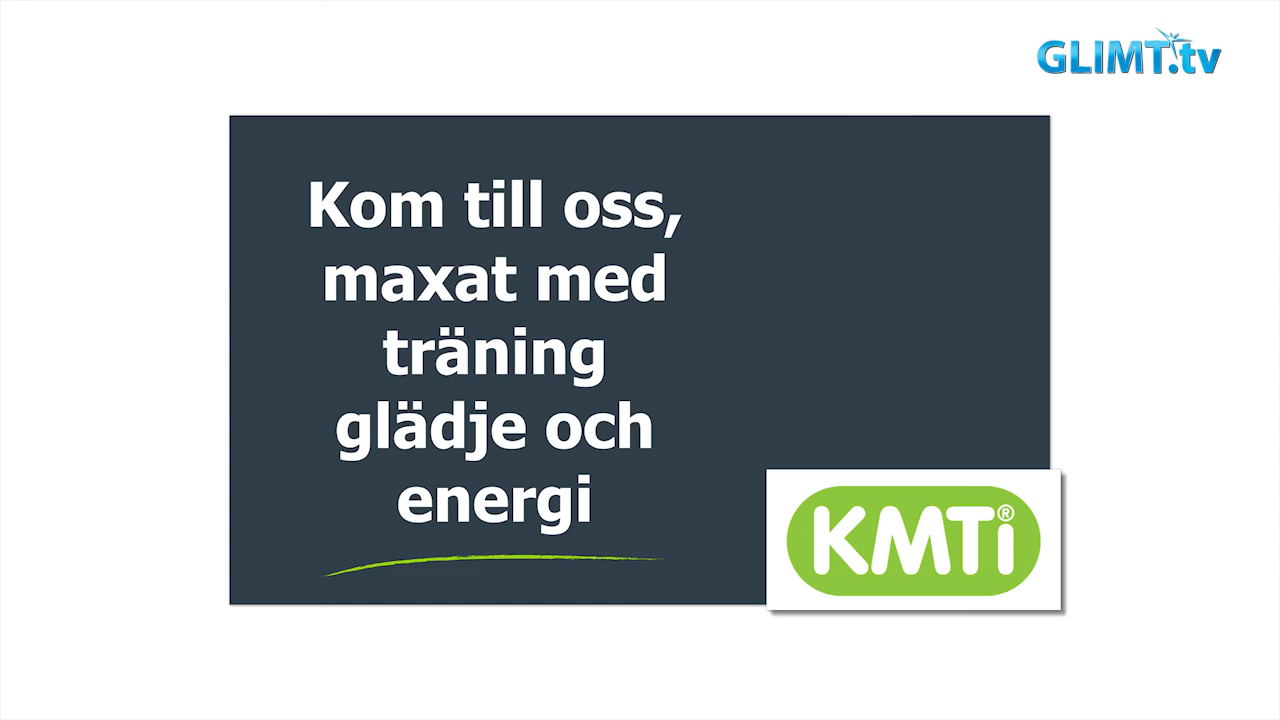 GLIMT.tv
Kom till oss,
maxat med
träning
glädje och
energi
KMTi®